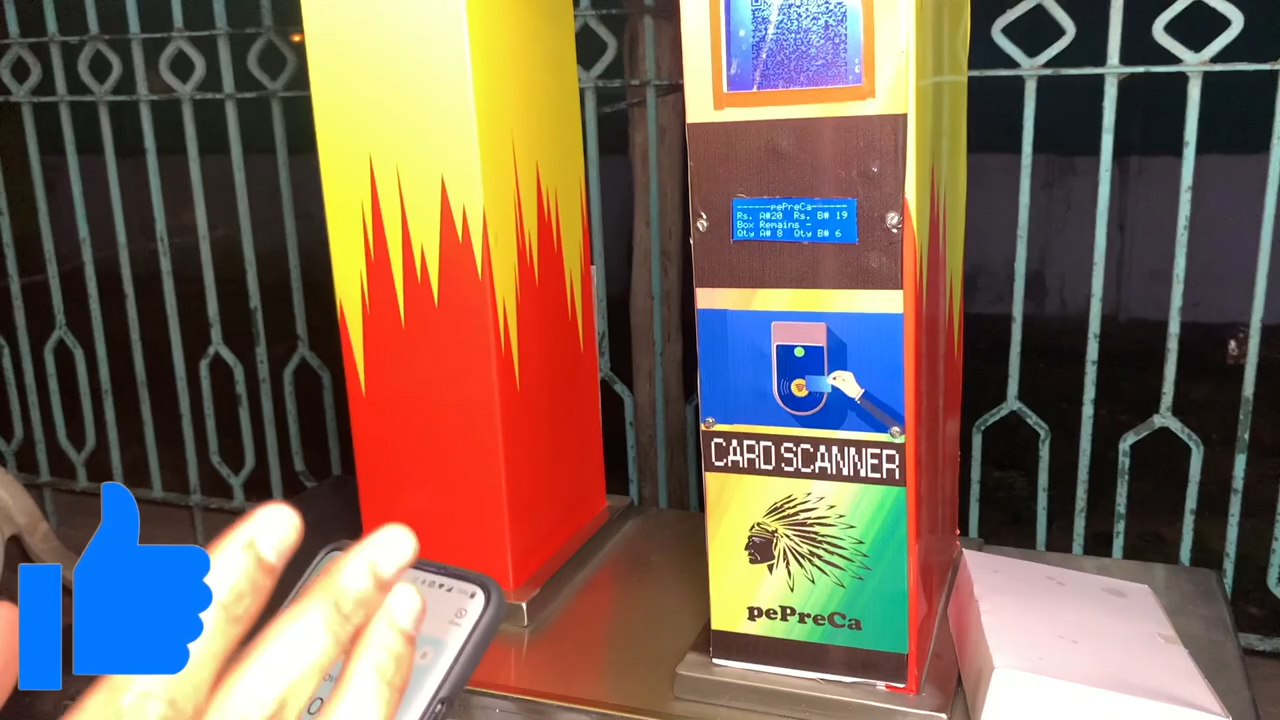 ------pePreCa------
Rs. A#20 Rs. B# 19
Box Remains -
Qty A# 8 Qty B# 6
CARD SCANNER
pePreCa